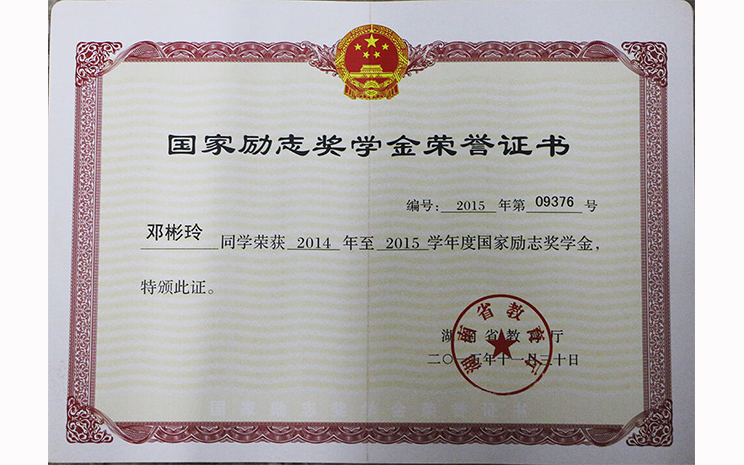 国家励志奖学金荣誉证书
编号: 2015 年第 09376 号
邓彬玲 同学荣获 2014 年至 2015 学年度国家励志奖学金,
特颁此证。
湖南省教育厅
湖南省教育厅
二〇一五年十一月三十日
国家励志奖学金荣誉证书